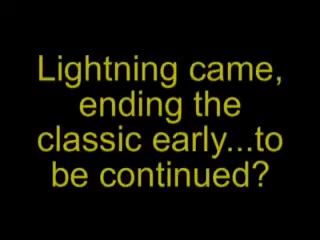 Lightning came,
ending the
classic early...to
be continued?